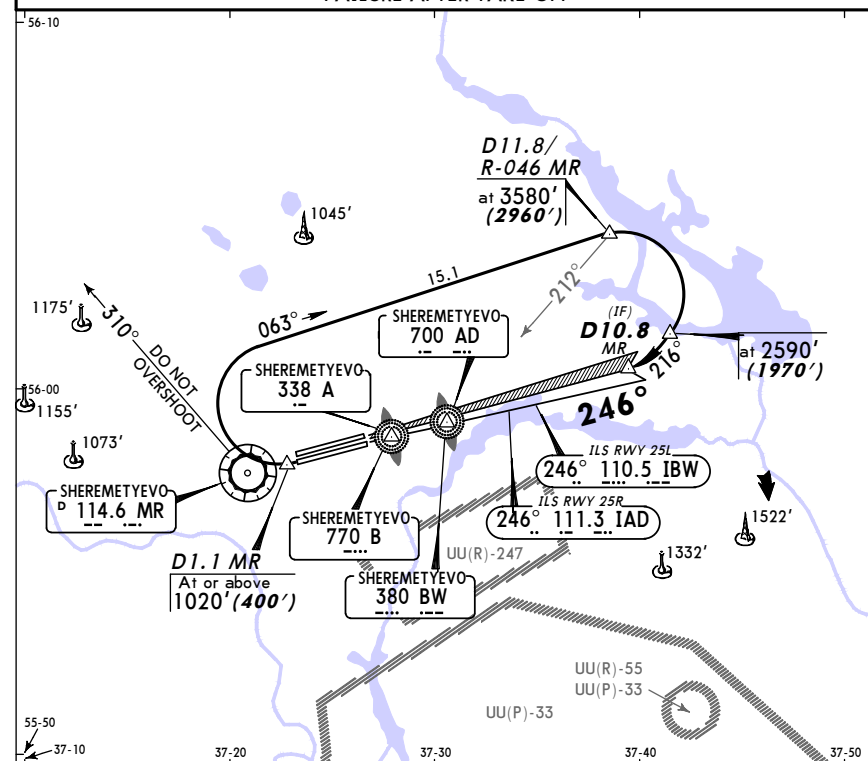 56-10
D11.8/
R-046 MR
at 3580'
(2960')
1045'
15.1
212°
063°
1175'
310°
DO NOT
OVERSHOOT
SHEREMETYEVO
700 AD
(IF)
D10.8
MR
216°
at 2590'
(1970')
SHEREMETYEVO
338 A
56-00
1155'
246°
1073'
ILS RWY 25L
246° 110.5 IBW
SHEREMETYEVO
D 114.6 MR
ILS RWY 25R
246° 111.3 IAD
SHEREMETYEVO
770 B
1522'
1332'
UU(R)-247
D1.1 MR
At or above
1020' (400')
SHEREMETYEVO
380 BW
UU(R)-55
UU(P)-33
UU(P)-33
55-50
37-10
37-20
37-30
37-40
37-50